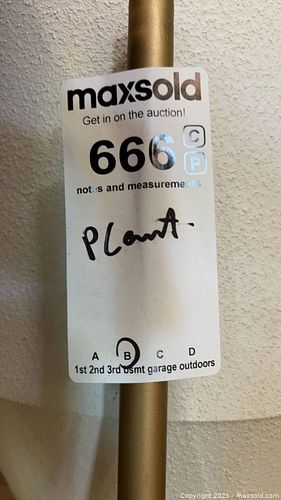 maxsold
Get in on the auction!
666 C
P
notes and measurements
Plant.
A B C D
1st 2nd 3rd bsmt garage outdoors
Copyright 2025 - maxsold.com